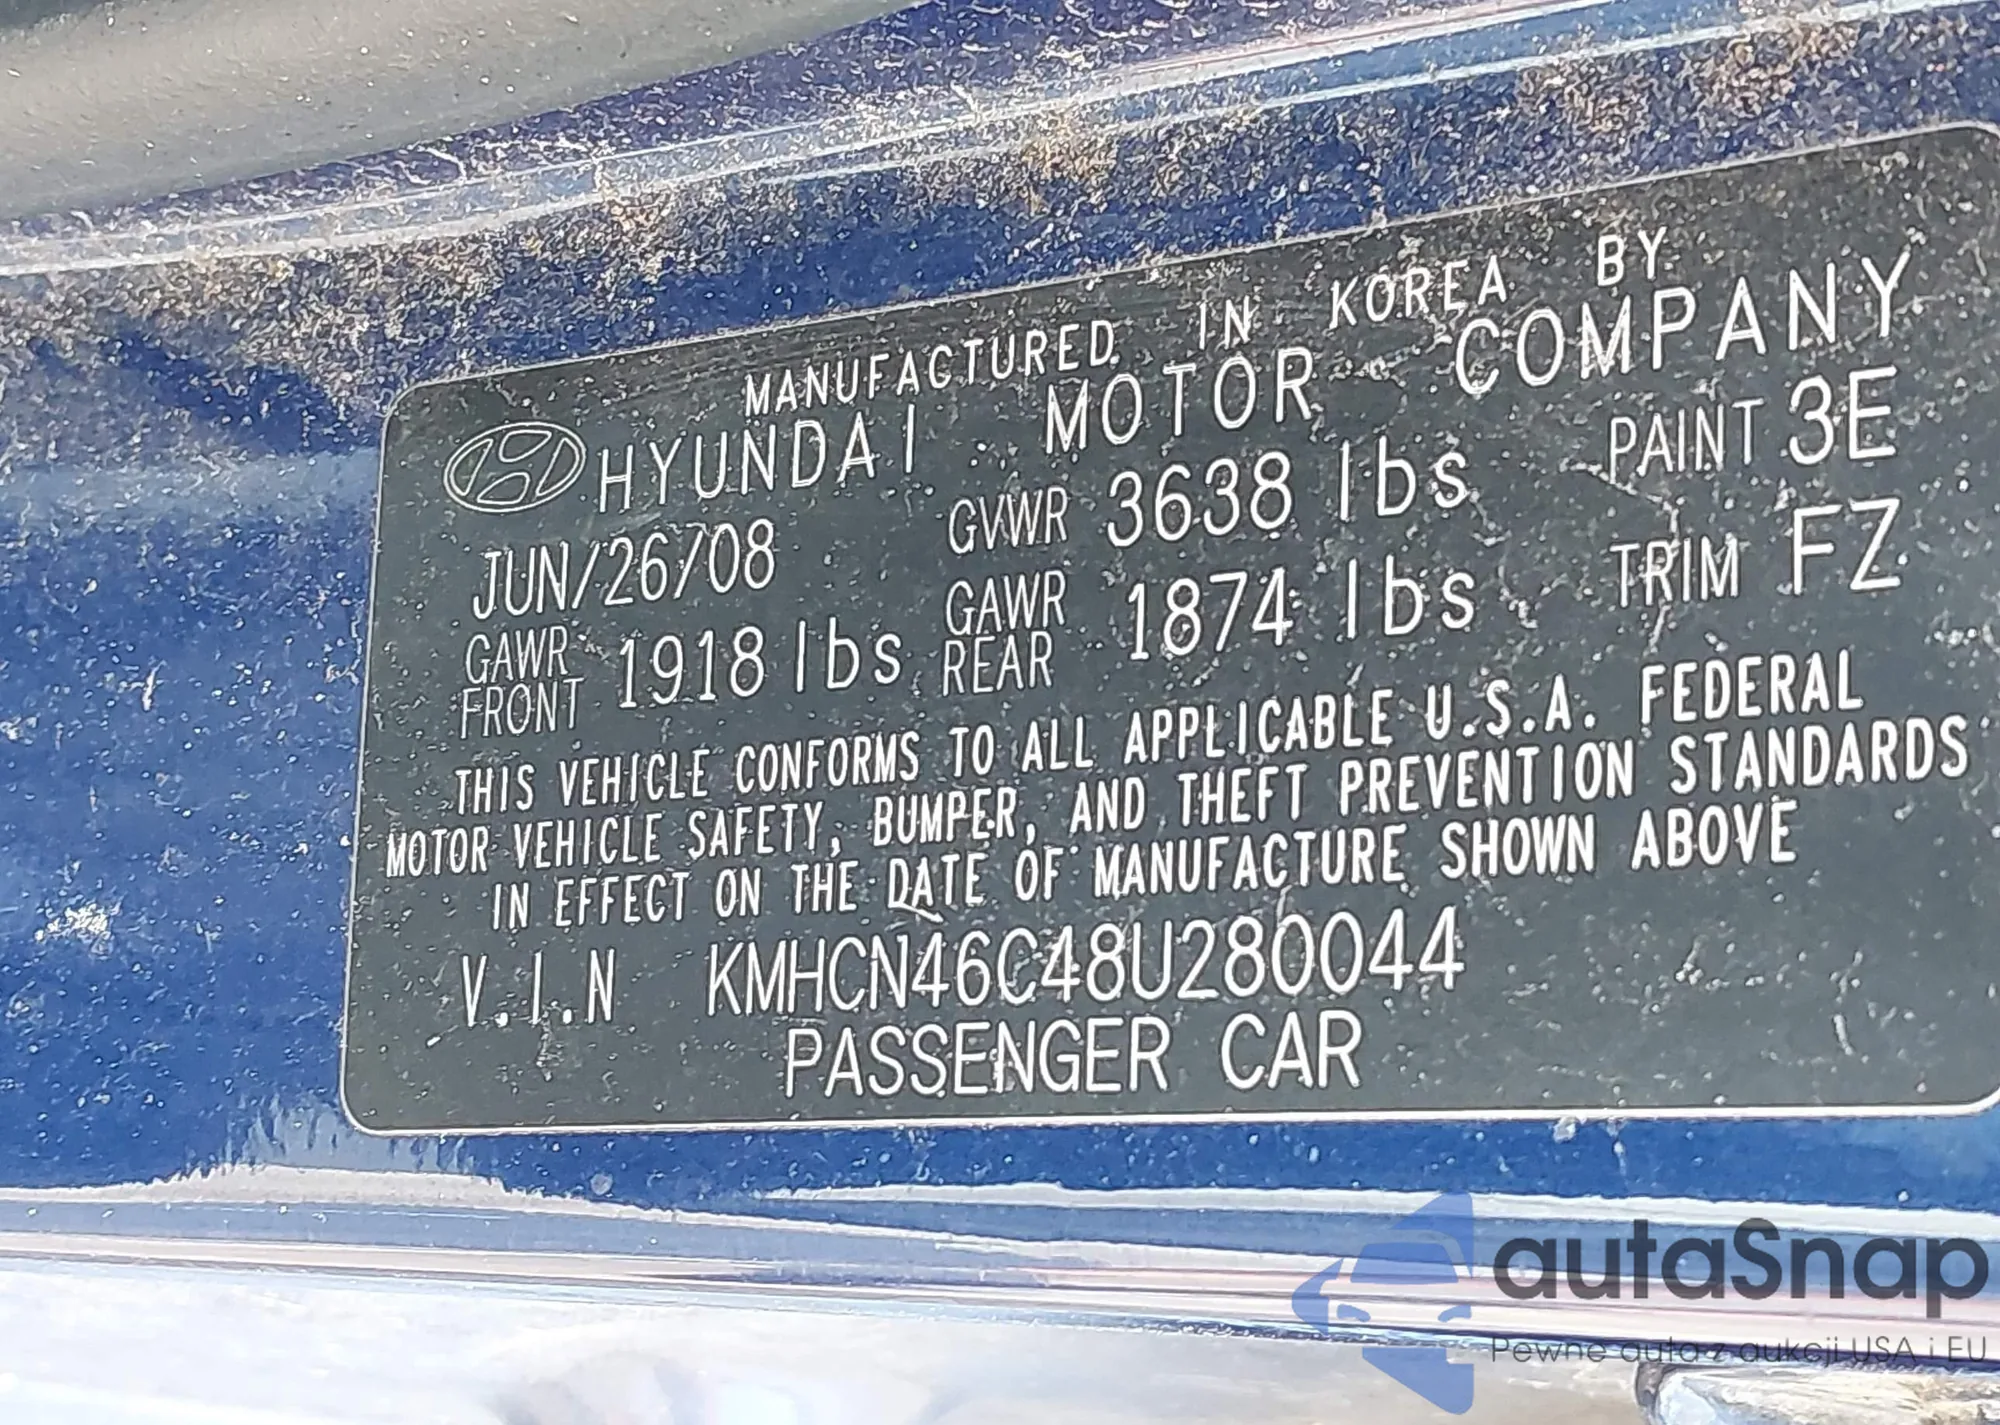 MANUFACTURED IN KOREA BY
HYUNDAI MOTOR COMPANY
JUN/26/08 GVWR 3638 lbs PAINT 3E
GAWR FRONT 1918 lbs GAWR REAR 1874 lbs TRIM FZ
THIS VEHICLE CONFORMS TO ALL APPLICABLE U.S.A. FEDERAL
MOTOR VEHICLE SAFETY, BUMPER, AND THEFT PREVENTION STANDARDS
IN EFFECT ON THE DATE OF MANUFACTURE SHOWN ABOVE
V.I.N KMHCN46C48U280044
PASSENGER CAR
autaSnap
Pewne auta z aukcji USA i EU